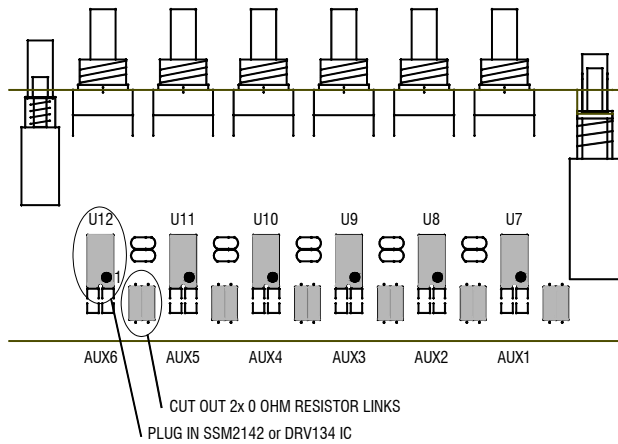 U12 U11 U10 U9 U8 U7
1
AUX6 AUX5 AUX4 AUX3 AUX2 AUX1
CUT OUT 2x 0 OHM RESISTOR LINKS
PLUG IN SSM2142 or DRV134 IC